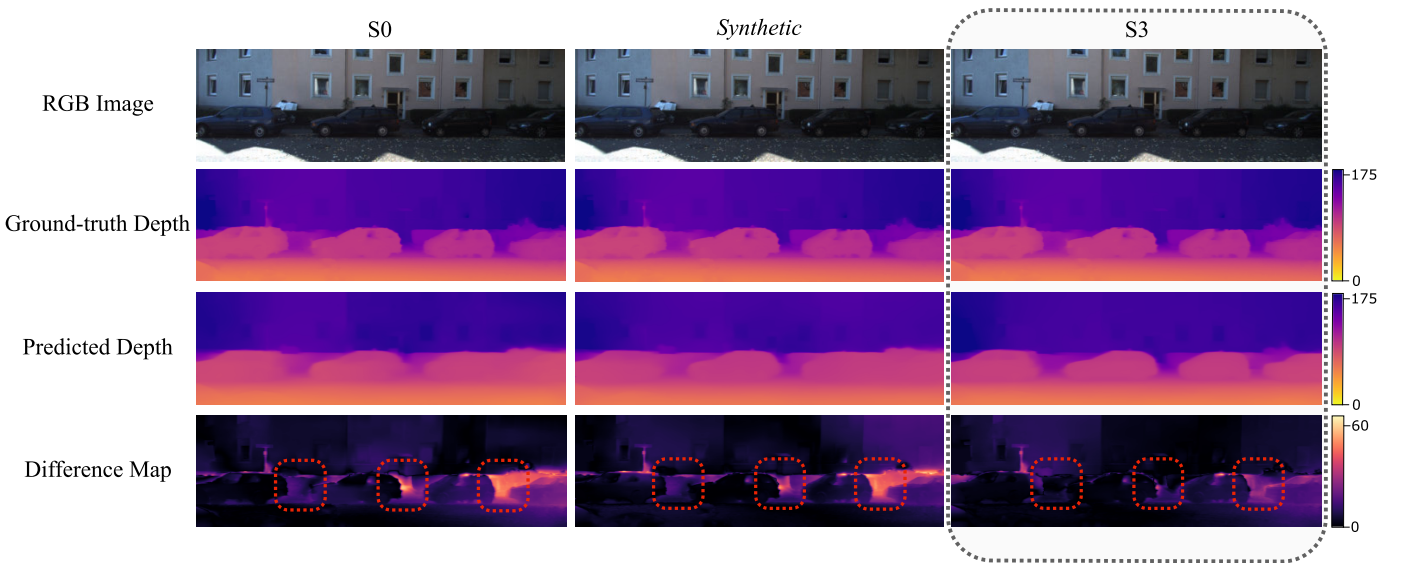 S0 Synthetic S3
RGB Image
Ground-truth Depth
175
0
Predicted Depth
175
0
Difference Map
60
0